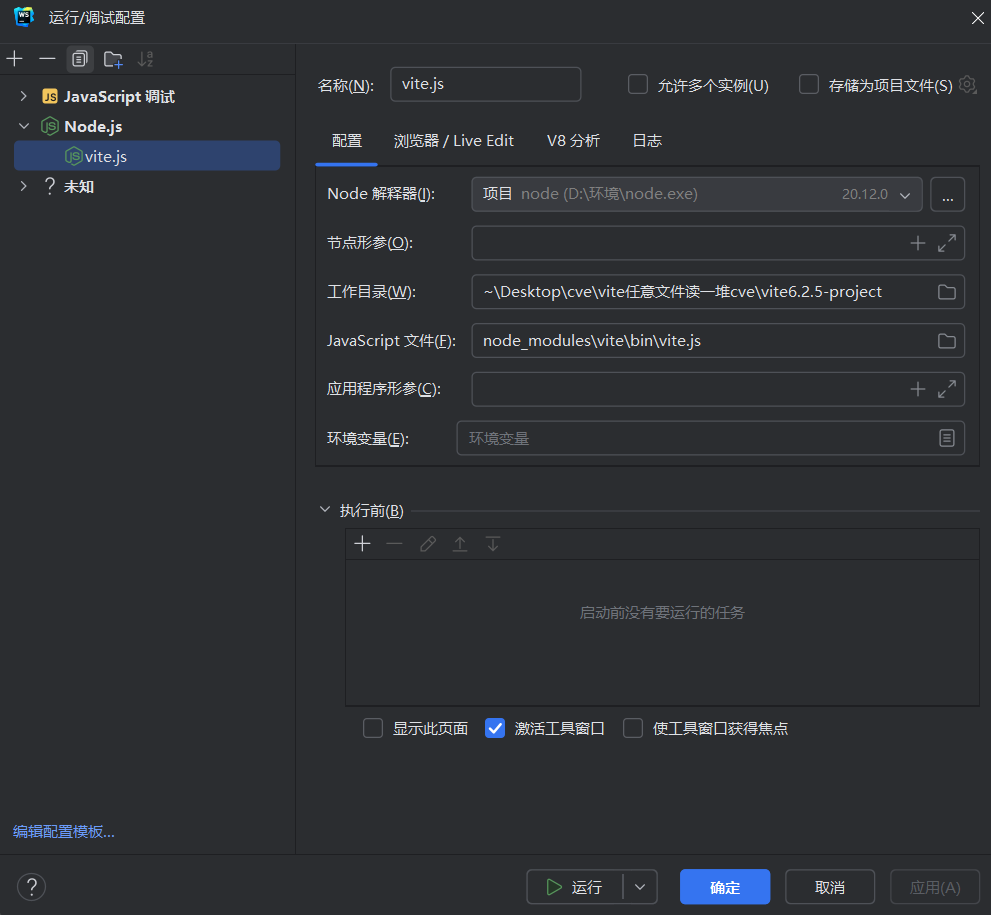 WS
运行/调试配置
JS JavaScript 调试
Node.js
vite.js
? 未知
名称(N):
vite.js
允许多个实例(U)
存储为项目文件(S)
配置
浏览器 / Live Edit
V8 分析
日志
Node 解释器(I):
项目 node (D:\环境\node.exe) 20.12.0
...
节点形参(O):
工作目录(W):
~\Desktop\cve\vite任意文件读一堆cve\vite6.2.5-project
JavaScript 文件(F):
node_modules\vite\bin\vite.js
应用程序形参(C):
环境变量(E):
环境变量
执行前(B)
启动前没有要运行的任务
显示此页面
激活工具窗口
使工具窗口获得焦点
编辑配置模板...
?
运行
确定
取消
应用(A)